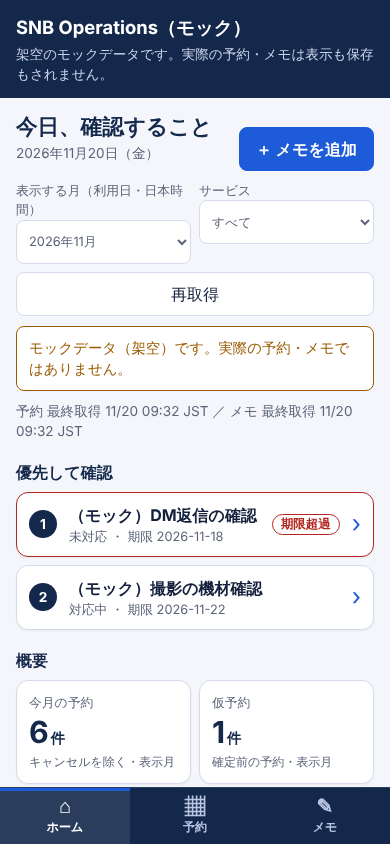 SNB Operations（モック）
架空のモックデータです。実際の予約・メモは表示も保存
もされません。
今日、確認すること
2026年11月20日（金）
＋ メモを追加
表示する月（利用日・日本時
間）
サービス
2026年11月
すべて
再取得
モックデータ（架空）です。実際の予約・メモで
はありません。
予約 最終取得 11/20 09:32 JST ／ メモ 最終取得 11/20
09:32 JST
優先して確認
1
（モック）DM返信の確認
未対応 ・ 期限 2026-11-18
期限超過
2
（モック）撮影の機材確認
対応中 ・ 期限 2026-11-22
概要
今月の予約
6件
キャンセルを除く・表示月
仮予約
1件
確定前の予約・表示月
ホーム
予約
メモ